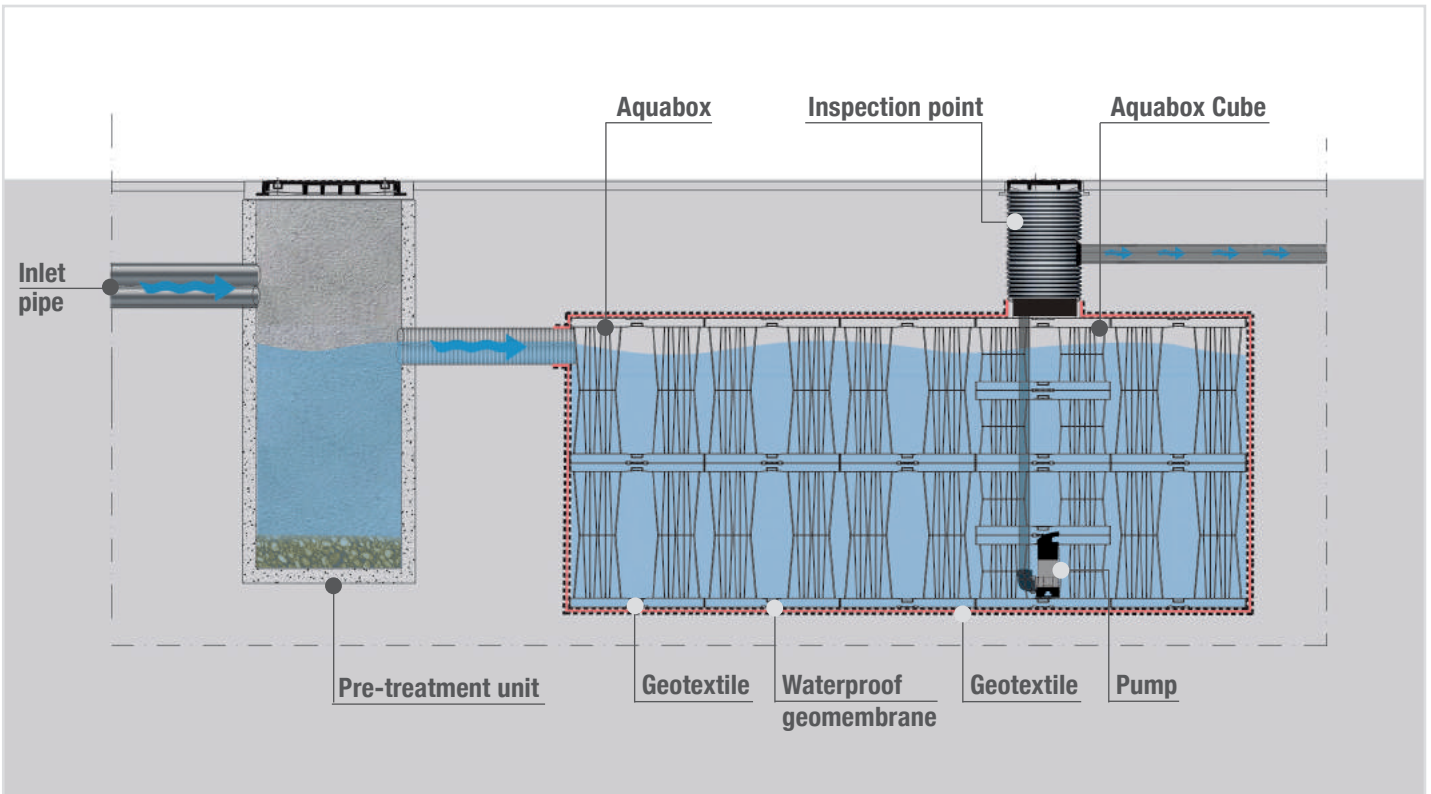 Aquabox
Inspection point
Aquabox Cube
Inlet
pipe
Pre-treatment unit
Geotextile
Waterproof
geomembrane
Geotextile
Pump